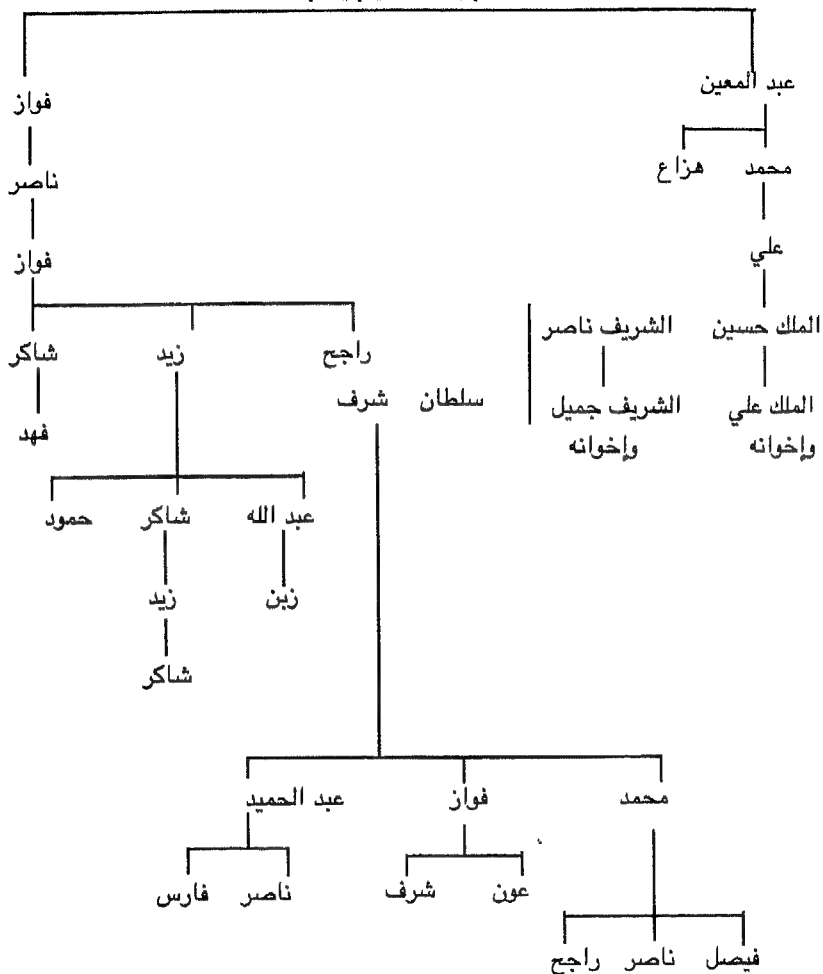 عبد المعين
فواز
هزاع محمد
ناصر
علي
فواز
الملك حسين الشريف ناصر راجح زيد شاكر
سلطان شرف
الملك علي الشريف جميل
فهد
وإخوانه وإخوانه
عبد الله شاكر حمود
زبن زيد
شاكر
محمد فواز عبد الحميد
عون شرف ناصر فارس
فيصل ناصر راجح